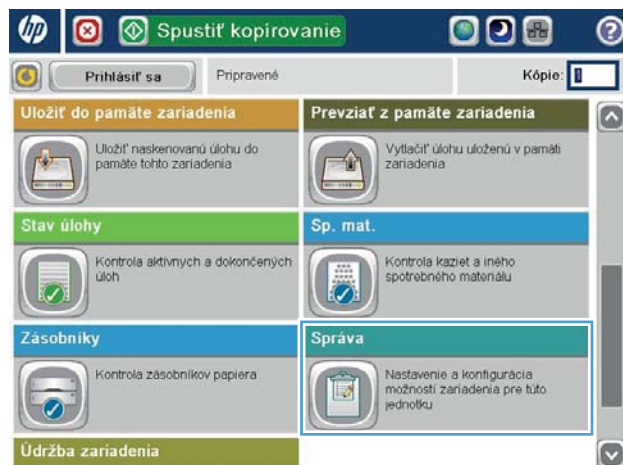 hp
Spustiť kopírovanie
?
Prihlásiť sa
Pripravené
Kópie: 1
Uložiť do pamäte zariadenia
Uložiť naskenovanú úlohu do
pamäte tohto zariadenia
Prevziať z pamäte zariadenia
Vytlačiť úlohu uloženú v pamäti
zariadenia
Stav úlohy
Kontrola aktívnych a dokončených
úloh
Sp. mat.
Kontrola kaziet a iného
spotrebného materiálu
Zásobníky
Kontrola zásobníkov papiera
Správa
Nastavenie a konfigurácia
možností zariadenia pre túto
jednotku
Údržba zariadenia